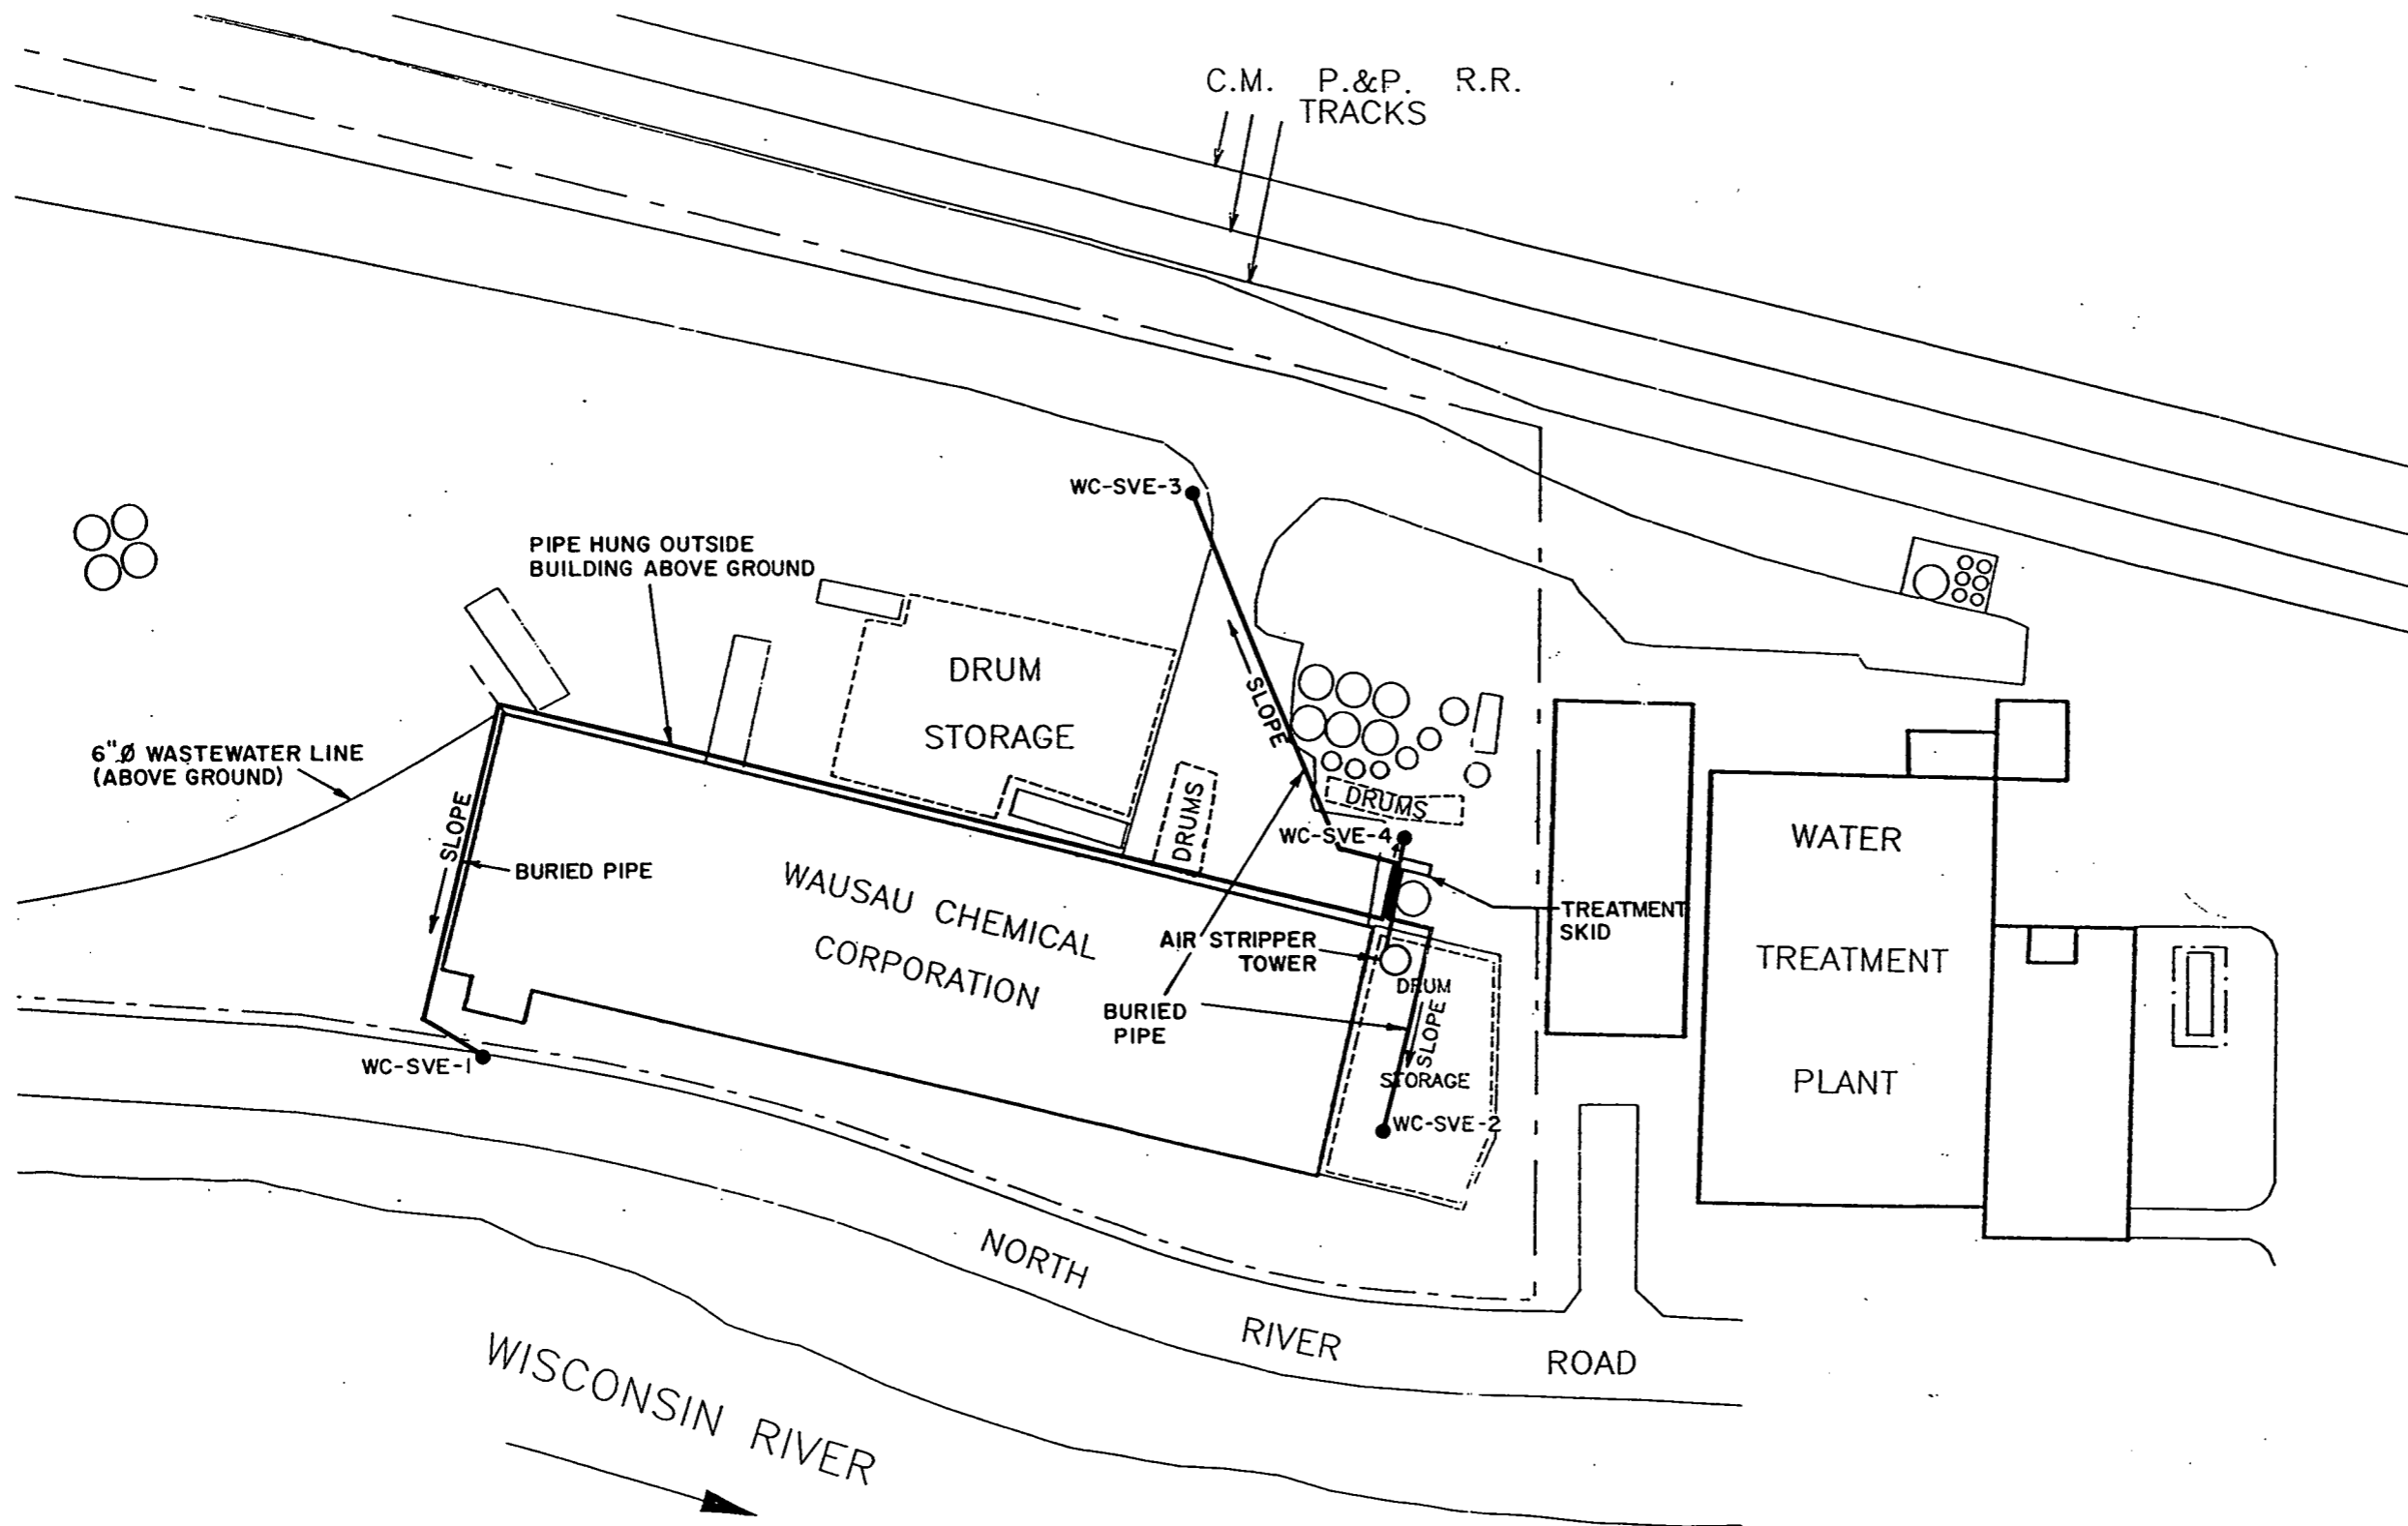 C.M. P.&P. R.R.
TRACKS
WC-SVE-3
PIPE HUNG OUTSIDE
BUILDING ABOVE GROUND
DRUM
STORAGE
SLOPE
6"Ø WASTEWATER LINE
(ABOVE GROUND)
SLOPE
BURIED PIPE
DRUMS
DRUMS
WC-SVE-4
WATER
TREATMENT
PLANT
WAUSAU CHEMICAL
CORPORATION
TREATMENT
SKID
AIR STRIPPER
TOWER
DRUM
STORAGE
SLOPE
BURIED
PIPE
WC-SVE-1
WC-SVE-2
NORTH
RIVER
ROAD
WISCONSIN RIVER